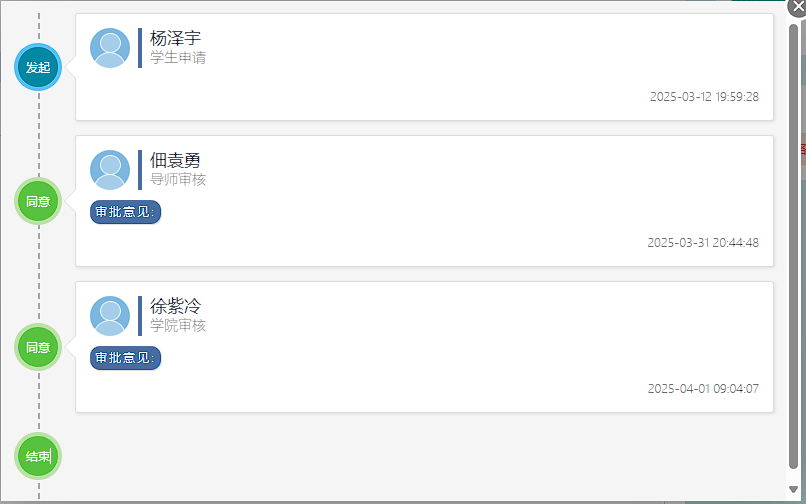 发起
杨泽宇
学生申请
2025-03-12 19:59:28
同意
佃袁勇
导师审核
审批意见:
2025-03-31 20:44:48
同意
徐紫冷
学院审核
审批意见:
2025-04-01 09:04:07
结束